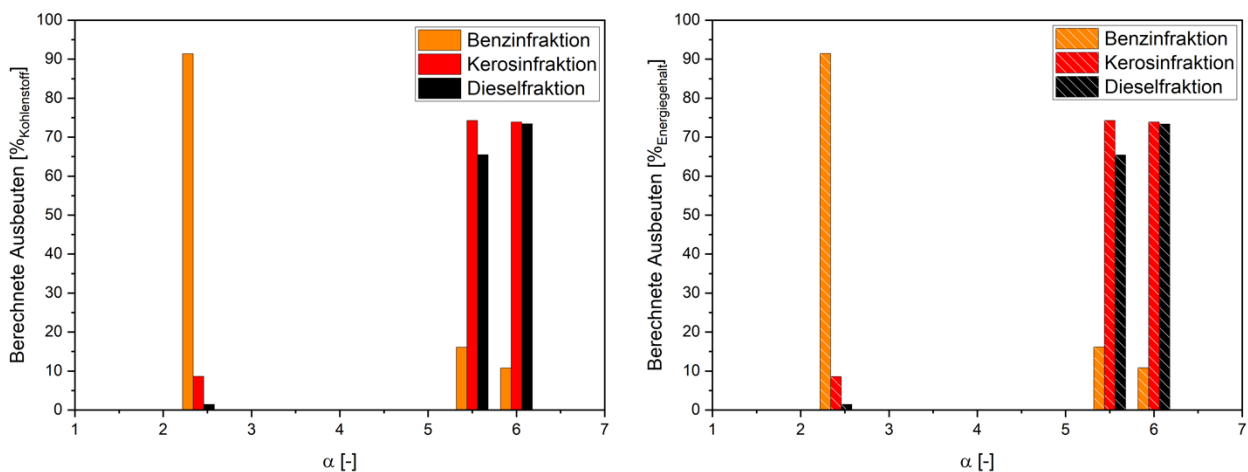 Berechnete Ausbeuten [%Kohlenstoff]
100
90
80
70
60
50
40
30
20
10
0
1 2 3 4 5 6 7
α [-]
Benzinfraktion
Kerosinfraktion
Dieselfraktion
Berechnete Ausbeuten [%Energiegehalt]
100
90
80
70
60
50
40
30
20
10
0
1 2 3 4 5 6 7
α [-]
Benzinfraktion
Kerosinfraktion
Dieselfraktion